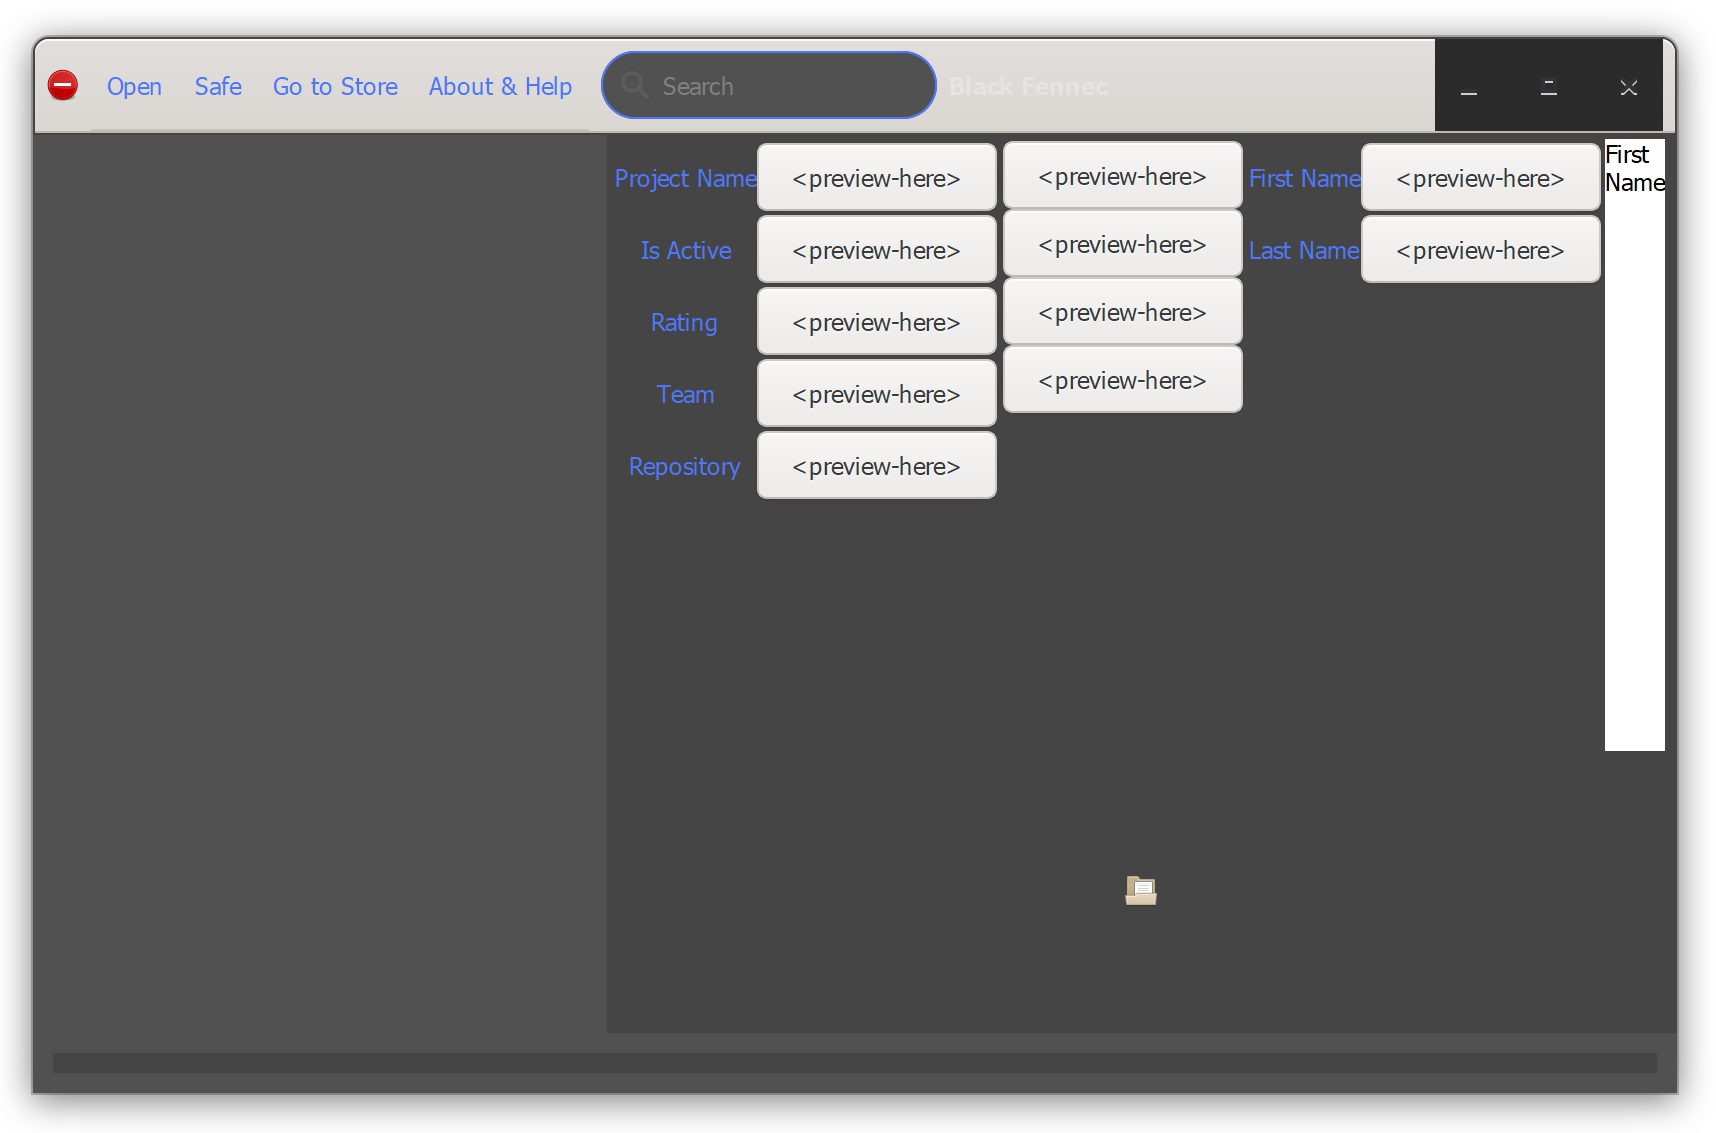 Open Safe Go to Store About & Help Search Black Fennec
Project Name <preview-here> <preview-here> First Name <preview-here> First
Name
Is Active <preview-here> <preview-here> Last Name <preview-here>
Rating <preview-here> <preview-here>
Team <preview-here> <preview-here>
Repository <preview-here>